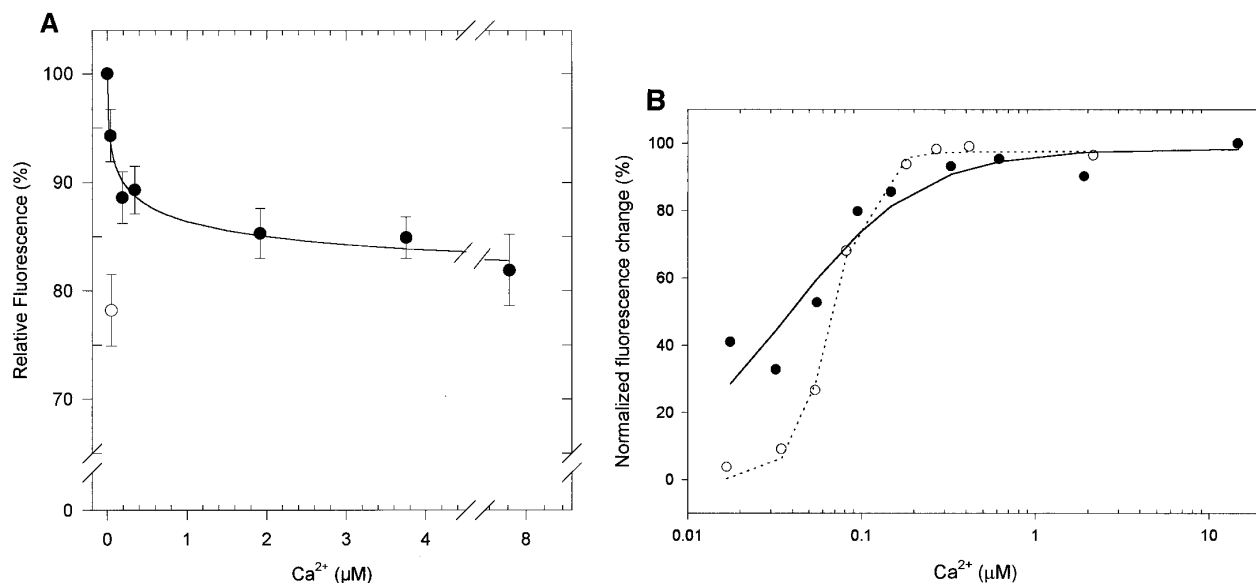 A
Relative Fluorescence (%)
100
90
80
70
0
0 1 2 3 4 8
Ca²⁺ (µM)
B
Normalized fluorescence change (%)
100
80
60
40
20
0
0.01 0.1 1 10
Ca²⁺ (µM)